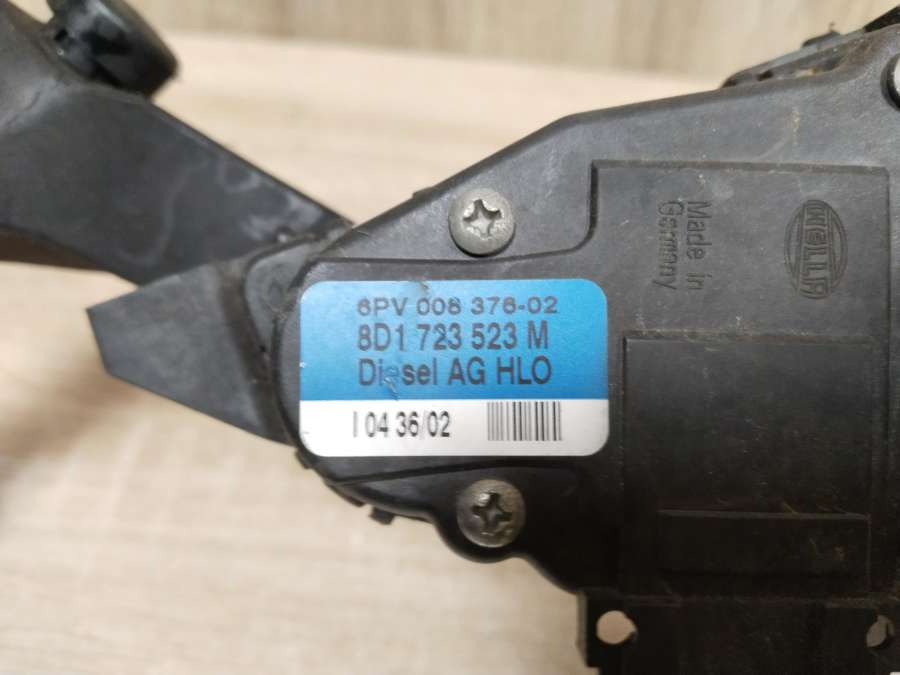 6PV 008 376-02
8D1 723 523 M
Diesel AG HLO
I 04 36/02
Made in
Germany
HELLA